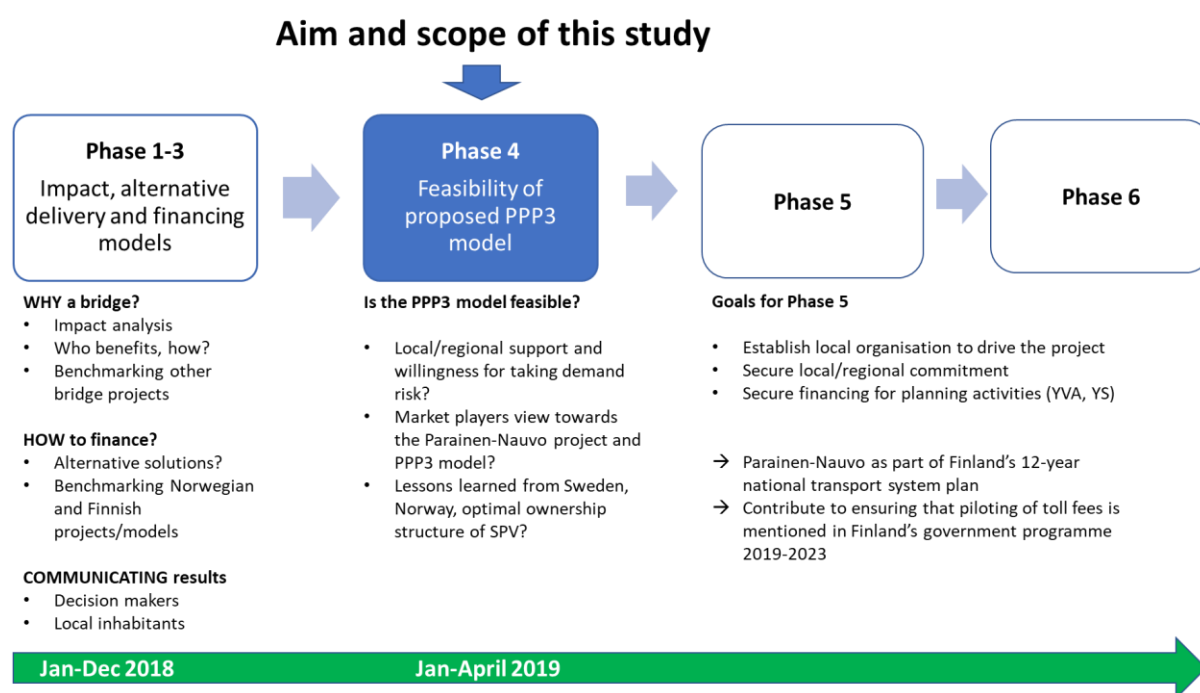 Aim and scope of this study
Phase 1-3
Impact, alternative
delivery and financing
models
Phase 4
Feasibility of
proposed PPP3
model
Phase 5
Phase 6
WHY a bridge?
• Impact analysis
• Who benefits, how?
• Benchmarking other
bridge projects
HOW to finance?
• Alternative solutions?
• Benchmarking Norwegian
and Finnish
projects/models
COMMUNICATING results
• Decision makers
• Local inhabitants
Is the PPP3 model feasible?
• Local/regional support and
willingness for taking demand
risk?
• Market players view towards
the Parainen-Nauvo project and
PPP3 model?
• Lessons learned from Sweden,
Norway, optimal ownership
structure of SPV?
Goals for Phase 5
• Establish local organisation to drive the project
• Secure local/regional commitment
• Secure financing for planning activities (YVA, YS)
→ Parainen-Nauvo as part of Finland’s 12-year
national transport system plan
→ Contribute to ensuring that piloting of toll fees is
mentioned in Finland’s government programme
2019-2023
Jan-Dec 2018
Jan-April 2019